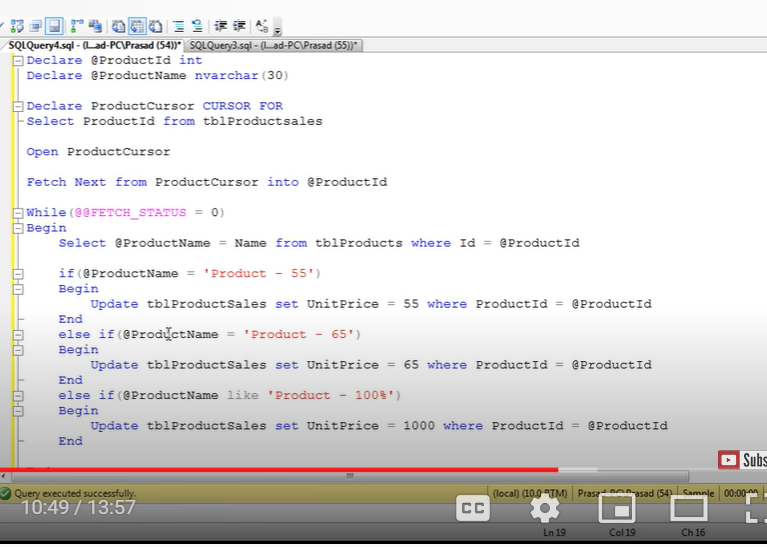 SQLQuery4.sql - (l...ad-PC\Prasad (54))* SQLQuery3.sql - (l...ad-PC\Prasad (55))*
Declare @ProductId int
Declare @ProductName nvarchar(30)
Declare ProductCursor CURSOR FOR
Select ProductId from tblProductsales
Open ProductCursor
Fetch Next from ProductCursor into @ProductId
While(@@FETCH_STATUS = 0)
Begin
Select @ProductName = Name from tblProducts where Id = @ProductId
if(@ProductName = 'Product - 55')
Begin
Update tblProductSales set UnitPrice = 55 where ProductId = @ProductId
End
else if(@ProductName = 'Product - 65')
Begin
Update tblProductSales set UnitPrice = 65 where ProductId = @ProductId
End
else if(@ProductName like 'Product - 100%')
Begin
Update tblProductSales set UnitPrice = 1000 where ProductId = @ProductId
End
Subs
Query executed successfully. (local) (10.0 RTM) Prasad-PC\Prasad (54) Sample 00:00:00
10:49 / 13:57 CC
Ln 19 Col 19 Ch 16